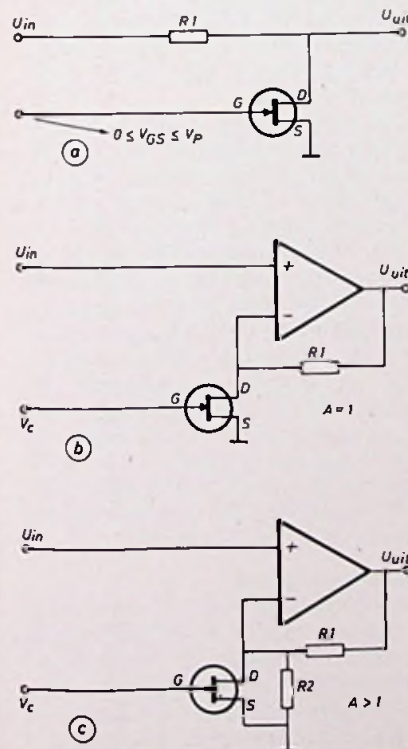 Uin R1 Uuit
G D
S
0 ≤ VGS ≤ VP
a
Uin + Uuit
−
R1
G D
S A = 1
Vc
b
Uin + Uuit
−
R1
G D
R2
S A > 1
Vc
c